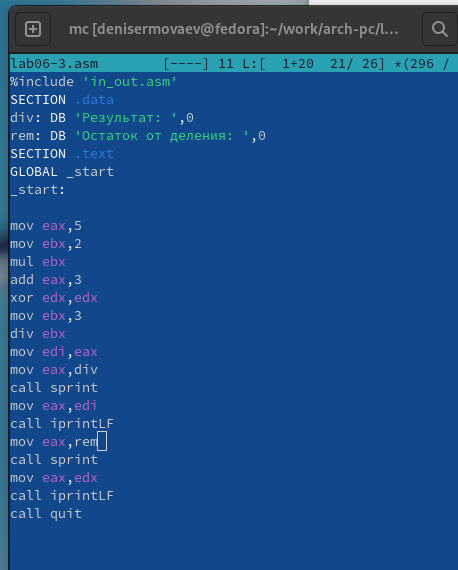 mc [denisermovaev@fedora]:~/work/arch-pc/l...
lab06-3.asm [----] 11 L:[ 1+20 21/ 26] *(296 /
%include 'in_out.asm'
SECTION .data
div: DB 'Результат: ',0
rem: DB 'Остаток от деления: ',0
SECTION .text
GLOBAL _start
_start:
mov eax,5
mov ebx,2
mul ebx
add eax,3
xor edx,edx
mov ebx,3
div ebx
mov edi,eax
mov eax,div
call sprint
mov eax,edi
call iprintLF
mov eax,rem
call sprint
mov eax,edx
call iprintLF
call quit